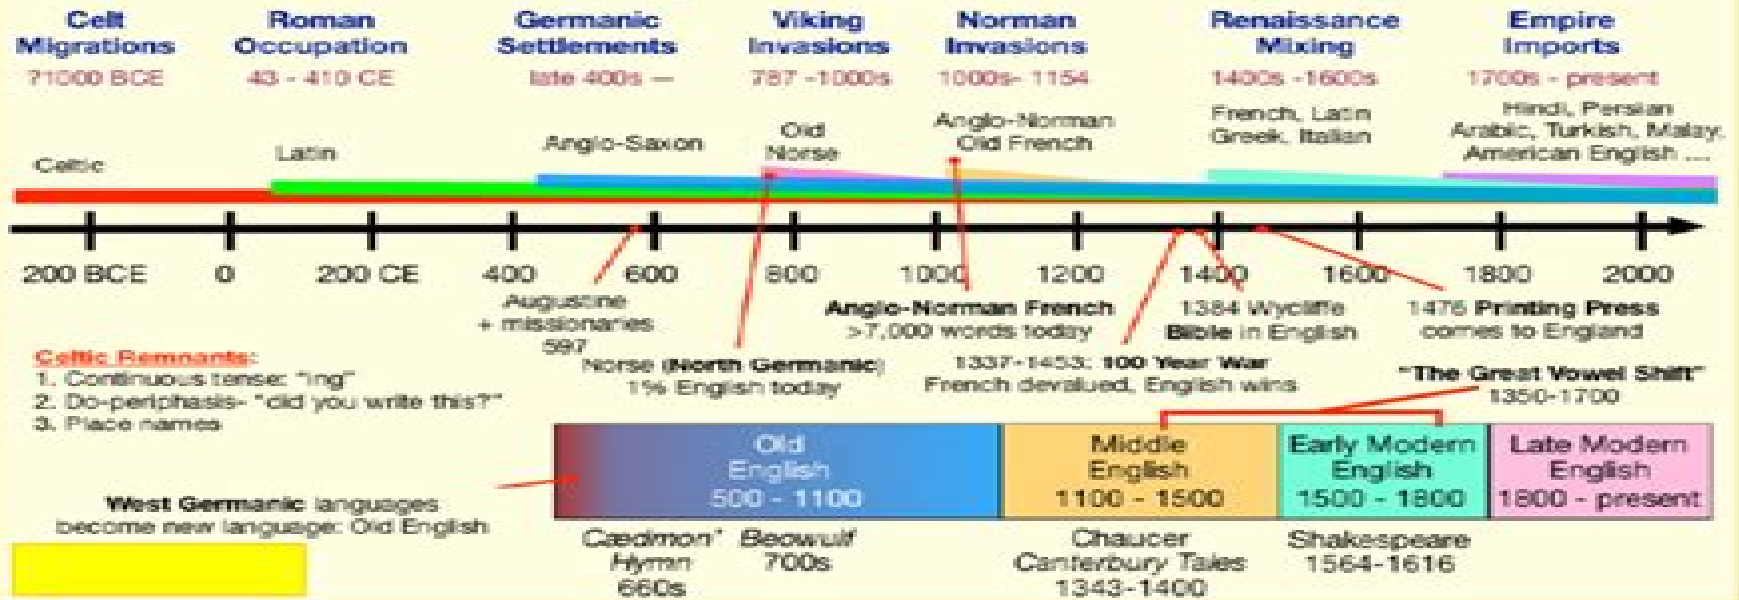 Celt
Migrations
?1000 BCE
Roman
Occupation
43 - 410 CE
Germanic
Settlements
late 400s —
Viking
Invasions
787 -1000s
Norman
Invasions
1000s- 1154
Renaissance
Mixing
1400s -1600s
Empire
Imports
1700s - present
Celtic
Latin
Anglo-Saxon
Old
Norse
Anglo-Norman
Old French
French, Latin
Greek, Italian
Hindi, Persian
Arabic, Turkish, Malay,
American English ....
200 BCE
0
200 CE
400
600
800
1000
1200
1400
1600
1800
2000
Augustine
+ missionaries
597
Norse (North Germanic)
1% English today
Anglo-Norman French
>7,000 words today
1337-1453: 100 Year War
French devalued, English wins
1384 Wycliffe
Bible in English
1476 Printing Press
comes to England
"The Great Vowel Shift"
1350-1700
Celtic Remnants:
1. Continuous tense: "ing"
2. Do-periphasis- "did you write this?"
3. Place names
West Germanic languages
become new language: Old English
Old
English
500 - 1100
Middle
English
1100 - 1500
Early Modern
English
1500 - 1800
Late Modern
English
1800 - present
Cædmon'
Hymn
660s
Beowulf
700s
Chaucer
Canterbury Tales
1343-1400
Shakespeare
1564-1616